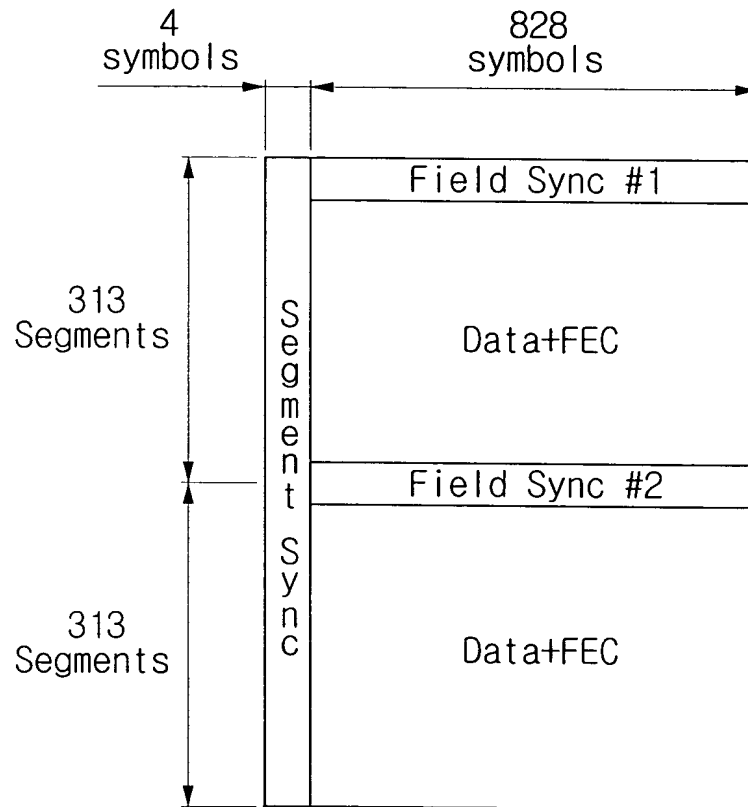 4
symbols
828
symbols
Field Sync #1
313
Segments
Segment Sync
Data+FEC
Field Sync #2
313
Segments
Data+FEC